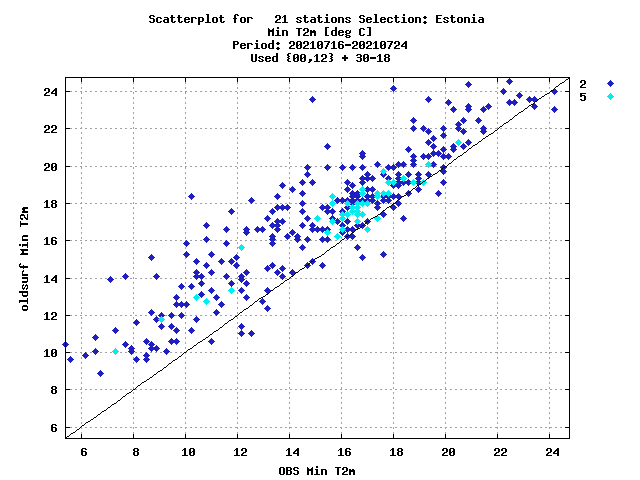 Scatterplot for   21 stations Selection: Estonia
Min T2m [deg C]
Period: 20210716-20210724
Used {00,12} + 30-18
2
5
24
22
20
18
16
14
12
10
8
6
oldsurf Min T2m
6 8 10 12 14 16 18 20 22 24
OBS Min T2m